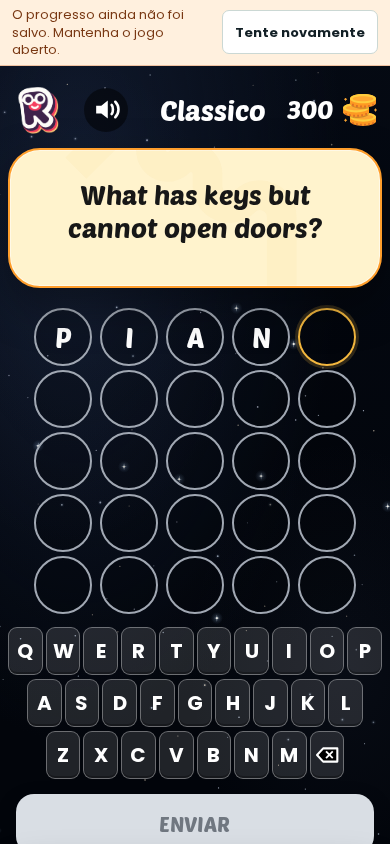 O progresso ainda não foi
salvo. Mantenha o jogo
aberto.
Tente novamente
R
Classico
300
What has keys but
cannot open doors?
P I A N
Q W E R T Y U I O P
A S D F G H J K L
Z X C V B N M
ENVIAR